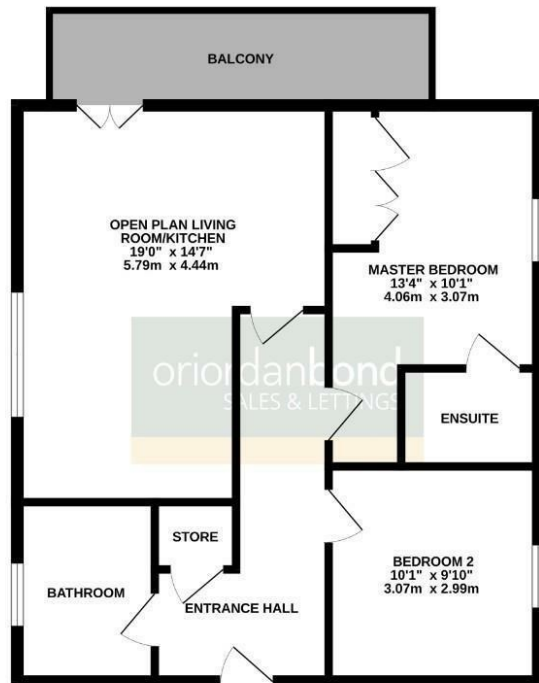 BALCONY
OPEN PLAN LIVING
ROOM/KITCHEN
19'0" x 14'7"
5.79m x 4.44m
MASTER BEDROOM
13'4" x 10'1"
4.06m x 3.07m
oriordanbond
SALES & LETTINGS
ENSUITE
STORE
BATHROOM
ENTRANCE HALL
BEDROOM 2
10'1" x 9'10"
3.07m x 2.99m